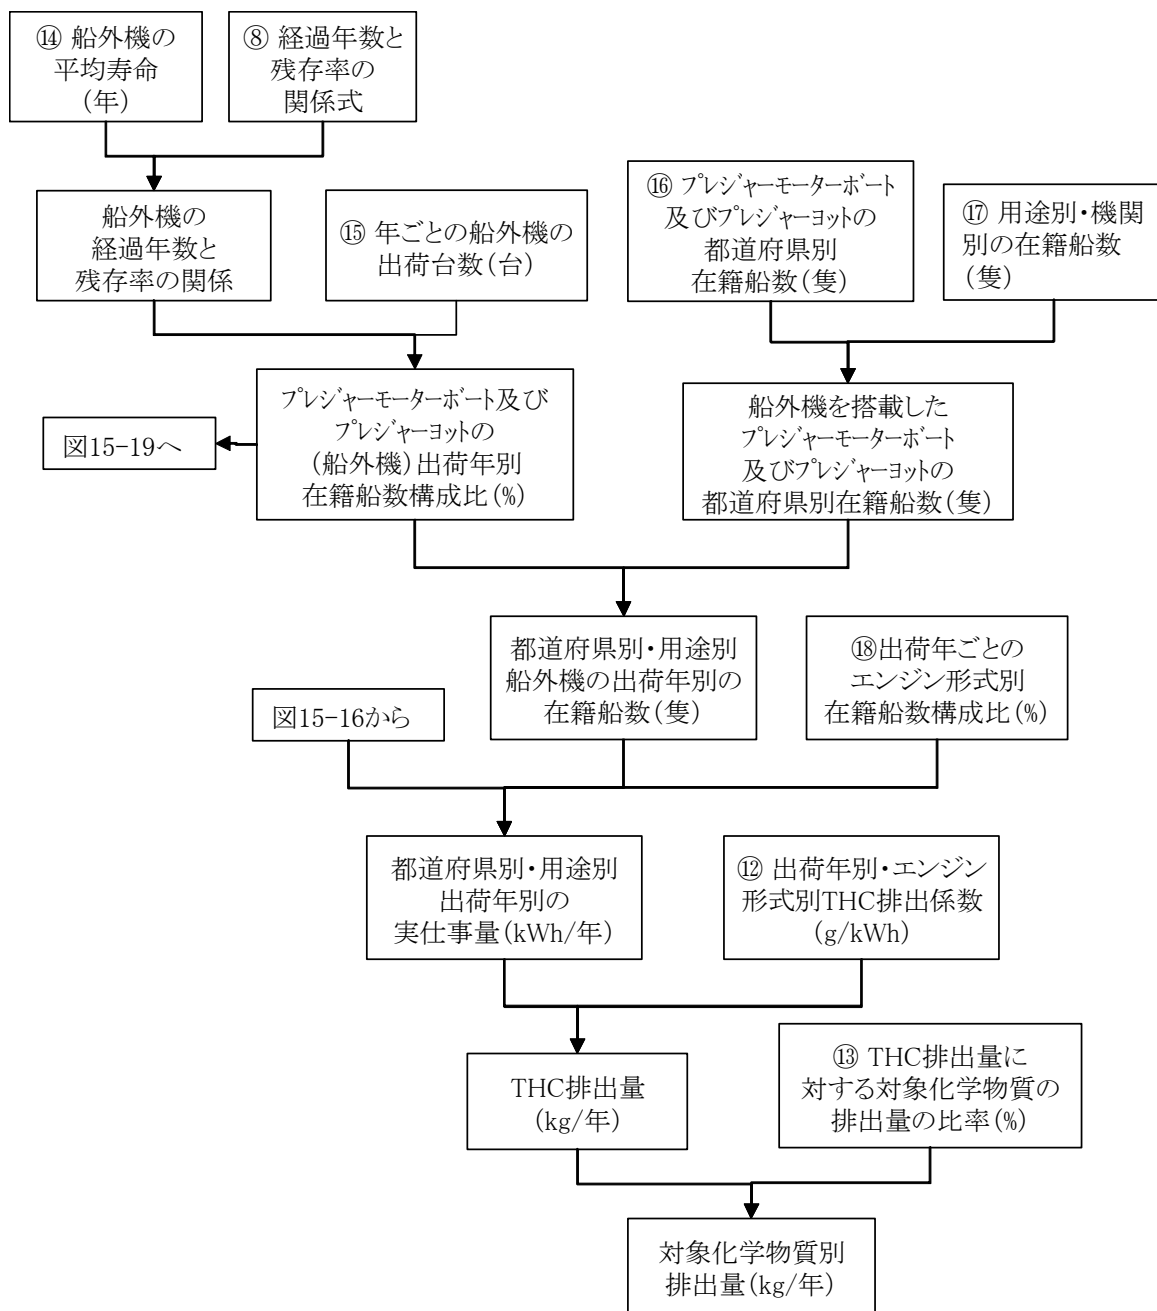 ⑭ 船外機の
平均寿命
(年)
⑧ 経過年数と
残存率の
関係式
船外機の
経過年数と
残存率の関係
⑮ 年ごとの船外機の
出荷台数(台)
⑯ プレジャーモーターボート
及びプレジャーヨットの
都道府県別
在籍船数(隻)
⑰ 用途別・機関
別の在籍船数
(隻)
図15-19へ
プレジャーモーターボート及び
プレジャーヨットの
(船外機)出荷年別
在籍船数構成比(%)
船外機を搭載した
プレジャーモーターボート
及びプレジャーヨットの
都道府県別在籍船数(隻)
図15-16から
都道府県別・用途別
船外機の出荷年別の
在籍船数(隻)
⑱出荷年ごとの
エンジン形式別
在籍船数構成比(%)
都道府県別・用途別
出荷年別の
実仕事量(kWh/年)
⑫ 出荷年別・エンジン
形式別THC排出係数
(g/kWh)
THC排出量
(kg/年)
⑬ THC排出量に
対する対象化学物質の
排出量の比率(%)
対象化学物質別
排出量(kg/年)